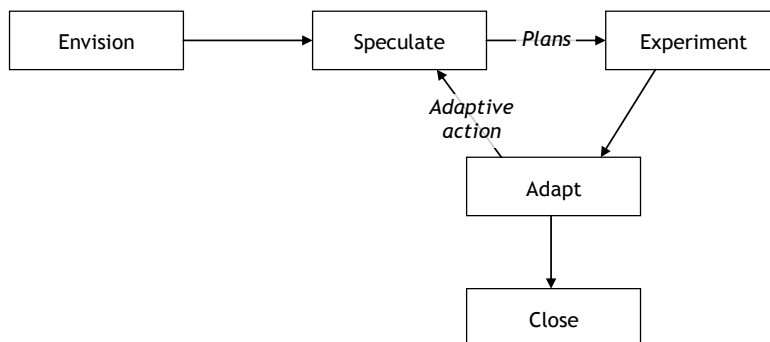 Envision
Speculate
Plans
Experiment
Adaptive
action
Adapt
Close